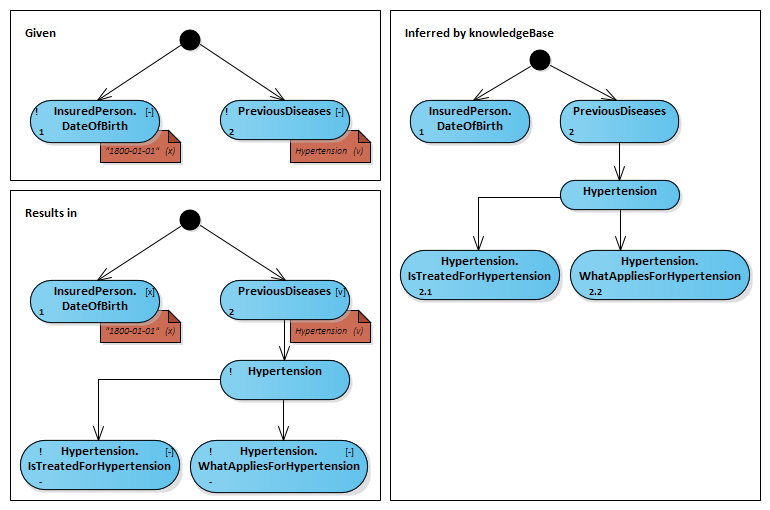 Given
! InsuredPerson. [-]
DateOfBirth
1
"1800-01-01" (x)
! PreviousDiseases [-]
2
Hypertension (v)
Results in
InsuredPerson. [x]
DateOfBirth
1
"1800-01-01" (x)
PreviousDiseases [v]
2
Hypertension (v)
! Hypertension
! Hypertension. [-]
IsTreatedForHypertension
-
! Hypertension. [-]
WhatAppliesForHypertension
-
Inferred by knowledgeBase
InsuredPerson.
DateOfBirth
1
PreviousDiseases
2
Hypertension
Hypertension.
IsTreatedForHypertension
2.1
Hypertension.
WhatAppliesForHypertension
2.2